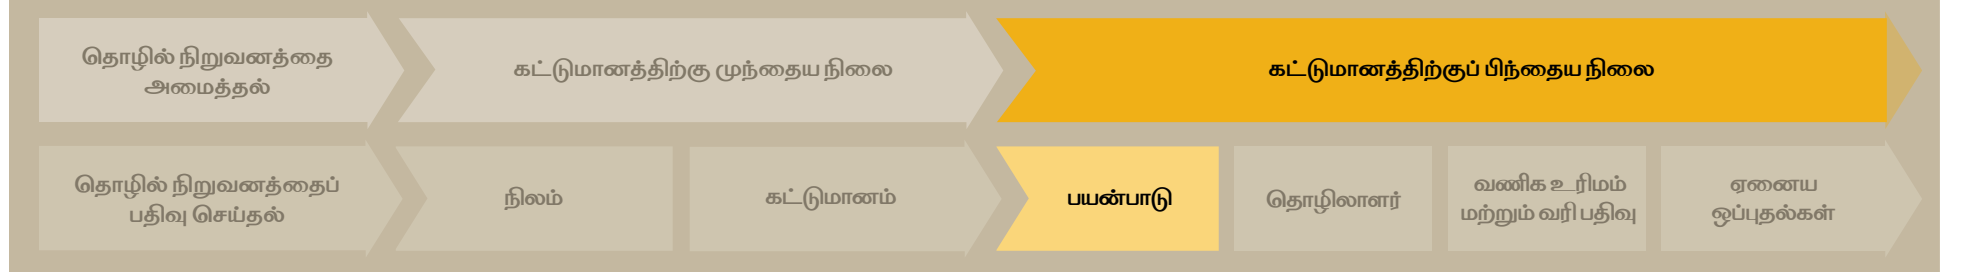 தொழில் நிறுவனத்தை
அமைத்தல்
கட்டுமானத்திற்கு முந்தைய நிலை
கட்டுமானத்திற்குப் பிந்தைய நிலை
தொழில் நிறுவனத்தைப்
பதிவு செய்தல்
நிலம்
கட்டுமானம்
பயன்பாடு
தொழிலாளர்
வணிக உரிமம்
மற்றும் வரி பதிவு
ஏனைய
ஒப்புதல்கள்